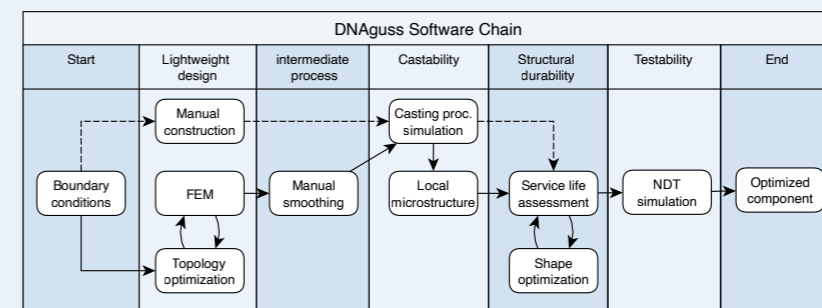 DNAguss Software Chain
Start
Lightweight
design
intermediate
process
Castability
Structural
durability
Testability
End
Manual
construction
Casting proc.
simulation
Boundary
conditions
FEM
Manual
smoothing
Local
microstructure
Service life
assessment
NDT
simulation
Optimized
component
Topology
optimization
Shape
optimization